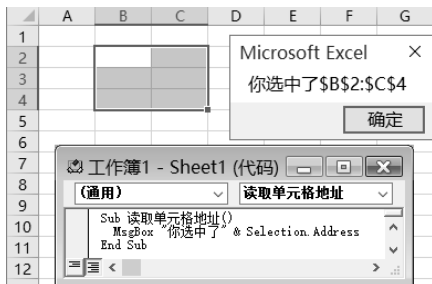 A B C D E F G
1
2
3
4
5
6
7
8
9
10
11
12
Microsoft Excel
你选中了$B$2:$C$4
确定
工作簿1 - Sheet1 (代码)
(通用) 读取单元格地址
Sub 读取单元格地址()
MsgBox "你选中了" & Selection.Address
End Sub